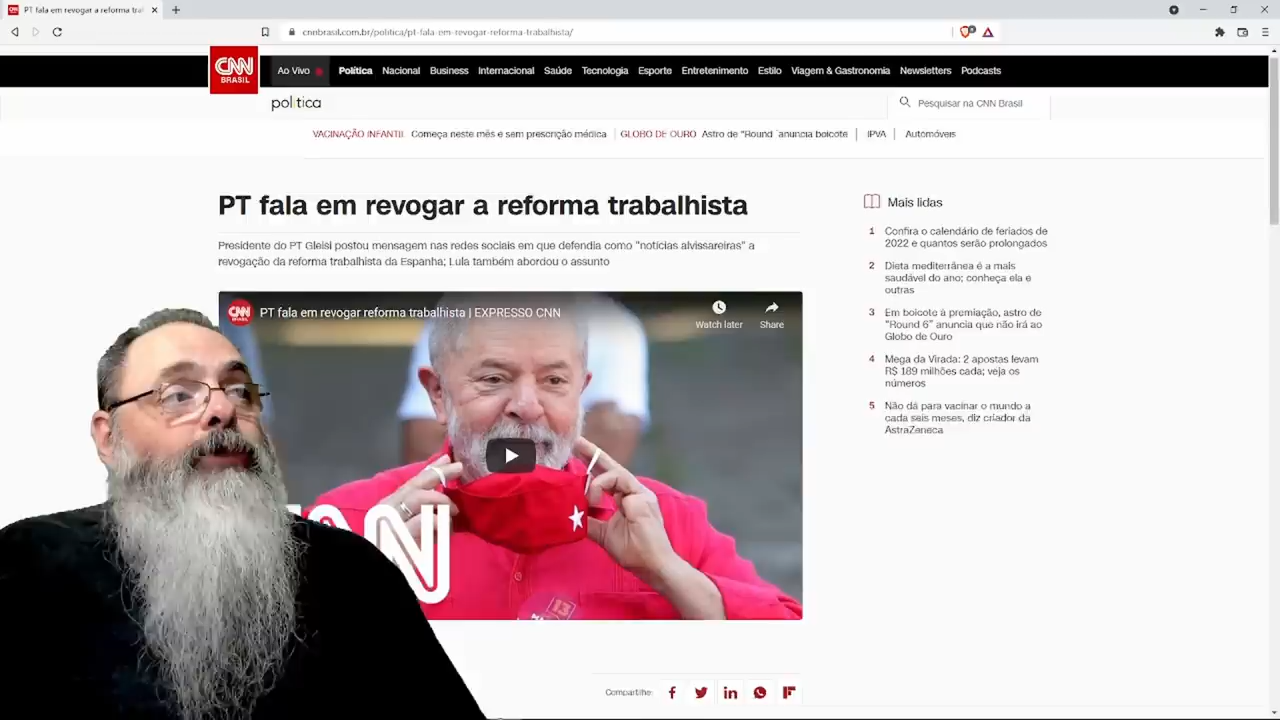 PT fala em revogar a reforma tral
cnnbrasil.com.br/politica/pt-fala-em-revogar-reforma-trabalhista/
CNN
BRASIL
Ao Vivo
Política
Nacional
Business
Internacional
Saúde
Tecnologia
Esporte
Entretenimento
Estilo
Viagem & Gastronomia
Newsletters
Podcasts
política
Pesquisar na CNN Brasil
VACINAÇÃO INFANTIL Começa neste mês e sem prescrição médica | GLOBO DE OURO Astro de "Round anuncia boicote | IPVA | Automóveis
PT fala em revogar a reforma trabalhista
Presidente do PT Gleisi postou mensagem nas redes sociais em que defendia como "notícias alvissareiras" a
revogação da reforma trabalhista da Espanha; Lula também abordou o assunto
CNN
PT fala em revogar reforma trabalhista | EXPRESSO CNN
Watch later
Share
13
Compartilhe:
Mais lidas
1 Confira o calendário de feriados de
2022 e quantos serão prolongados
2 Dieta mediterrânea é a mais
saudável do ano; conheça ela e
outras
3 Em boicote à premiação, astro de
"Round 6" anuncia que não irá ao
Globo de Ouro
4 Mega da Virada: 2 apostas levam
R$ 189 milhões cada; veja os
números
5 Não dá para vacinar o mundo a
cada seis meses, diz criador da
AstraZeneca